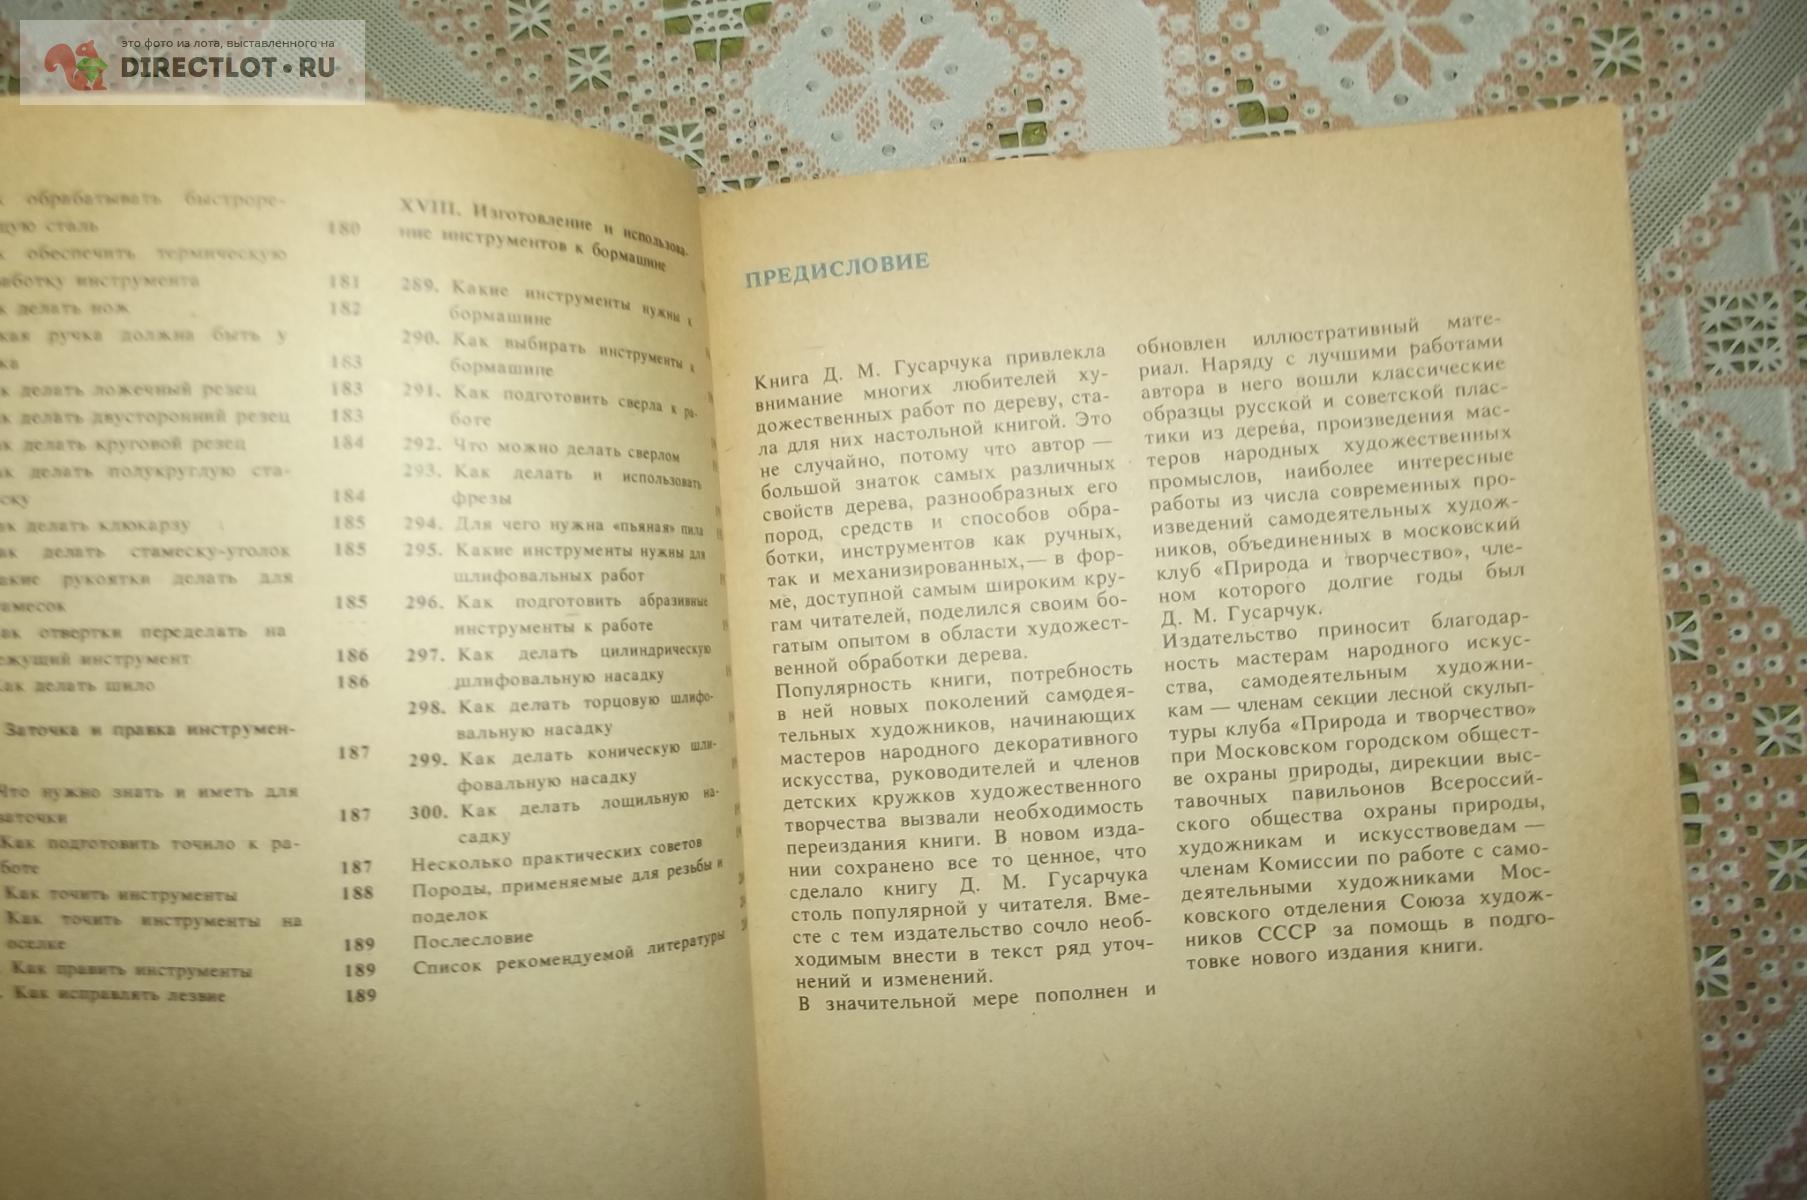 это фото из лота, выставленного на
DIRECTLOT•RU
обрабатывать быстроре-
сталь 180
обеспечить термическую
инструмента 181
делать нож 182
ручка должна быть у
183
делать ложечный резец 183
делать двусторонний резец 183
делать круговой резец 184
делать полукруглую ста-
184
делать клюкарзу 185
делать стамеску-уголок 185
рукоятки делать для
185
отвертки переделать на
инструмент 186
делать шило 186
Заточка и правка инструмен-
187
Что нужно знать и иметь для
заточки 187
Как подготовить точило к ра-
боте 187
Как точить инструменты 188
Как точить инструменты на
оселке 189
Как править инструменты 189
Как исправлять лезвие 189
XVIII. Изготовление и использова-
ние инструментов к бормашине
289. Какие инструменты нужны к
бормашине
290. Как выбирать инструменты к
бормашине
291. Как подготовить сверла к ра-
боте
292. Что можно делать сверлом
293. Как делать и использовать
фрезы
294. Для чего нужна «пьяная» пила
295. Какие инструменты нужны для
шлифовальных работ
296. Как подготовить абразивные
инструменты к работе
297. Как делать цилиндрическую
шлифовальную насадку
298. Как делать торцовую шлифо-
вальную насадку
299. Как делать коническую шли-
фовальную насадку
300. Как делать лощильную на-
садку
Несколько практических советов
Породы, применяемые для резьбы и
поделок
Послесловие
Список рекомендуемой литературы
ПРЕДИСЛОВИЕ
Книга Д. М. Гусарчука привлекла
внимание многих любителей ху-
дожественных работ по дереву, ста-
ла для них настольной книгой. Это
не случайно, потому что автор —
большой знаток самых различных
свойств дерева, разнообразных его
пород, средств и способов обра-
ботки, инструментов как ручных,
так и механизированных,— в фор-
ме, доступной самым широким кру-
гам читателей, поделился своим бо-
гатым опытом в области художест-
венной обработки дерева.
Популярность книги, потребность
в ней новых поколений самодея-
тельных художников, начинающих
мастеров народного декоративного
искусства, руководителей и членов
детских кружков художественного
творчества вызвали необходимость
переиздания книги. В новом изда-
нии сохранено все то ценное, что
сделало книгу Д. М. Гусарчука
столь популярной у читателя. Вме-
сте с тем издательство сочло необ-
ходимым внести в текст ряд уточ-
нений и изменений.
В значительной мере пополнен и
обновлен иллюстративный мате-
риал. Наряду с лучшими работами
автора в него вошли классические
образцы русской и советской плас-
тики из дерева, произведения мас-
теров народных художественных
промыслов, наиболее интересные
работы из числа современных про-
изведений самодеятельных худож-
ников, объединенных в московский
клуб «Природа и творчество», чле-
ном которого долгие годы был
Д. М. Гусарчук.
Издательство приносит благодар-
ность мастерам народного искус-
ства, самодеятельным художни-
кам — членам секции лесной скульп-
туры клуба «Природа и творчество»
при Московском городском общест-
ве охраны природы, дирекции выс-
тавочных павильонов Всероссий-
ского общества охраны природы,
художникам и искусствоведам —
членам Комиссии по работе с само-
деятельными художниками Мос-
ковского отделения Союза худож-
ников СССР за помощь в подго-
товке нового издания книги.